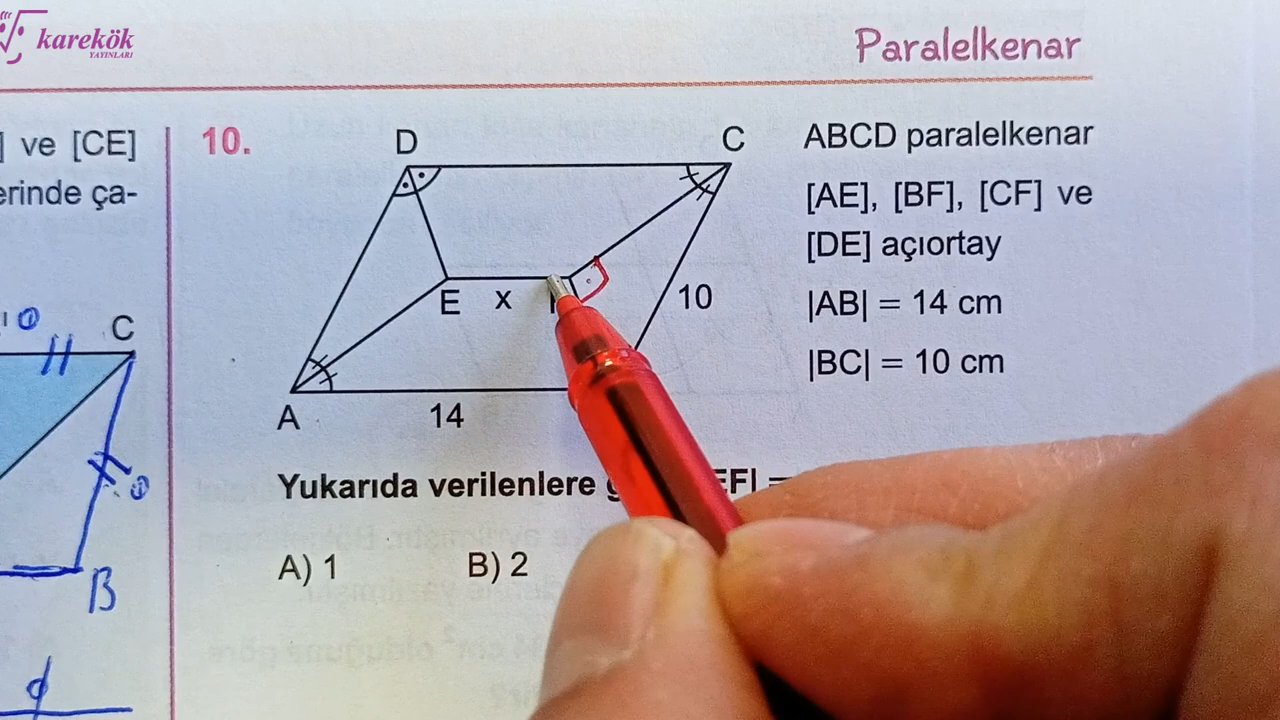 karekök
YAYINLARI
Paralelkenar
] ve [CE]
erinde ça-
10
C
B
10.
D
C
E
x
10
A
14
ABCD paralelkenar
[AE], [BF], [CF] ve
[DE] açıortay
|AB| = 14 cm
|BC| = 10 cm
Yukarıda verilenlere
A) 1
B) 2